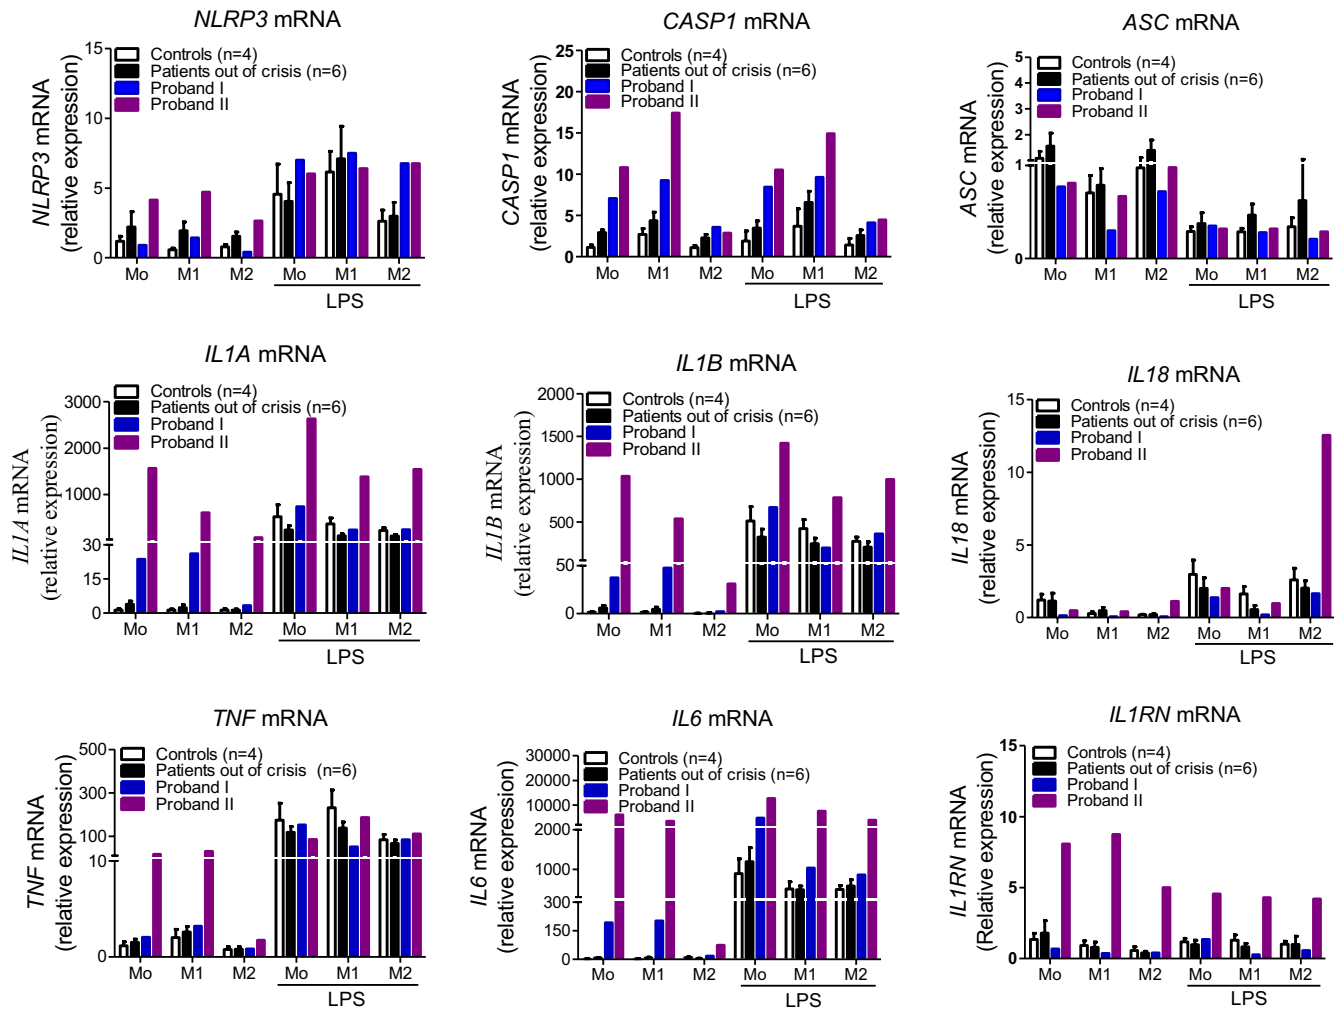 NLRP3 mRNA
NLRP3 mRNA
(relative expression)
15
10
5
0
Controls (n=4)
Patients out of crisis (n=6)
Proband I
Proband II
Mo M1 M2 Mo M1 M2
LPS
CASP1 mRNA
CASP1 mRNA
(relative expression)
25
20
15
10
5
0
Controls (n=4)
Patients out of crisis (n=6)
Proband I
Proband II
Mo M1 M2 Mo M1 M2
LPS
ASC mRNA
ASC mRNA
(relative expression)
5
4
3
2
1
0
Controls (n=4)
Patients out of crisis (n=6)
Proband I
Proband II
Mo M1 M2 Mo M1 M2
LPS
IL1A mRNA
IL1A mRNA
(relative expression)
3000
2000
1000
30
15
0
Controls (n=4)
Patients out of crisis (n=6)
Proband I
Proband II
Mo M1 M2 Mo M1 M2
LPS
IL1B mRNA
IL1B mRNA
(relative expression)
2000
1500
1000
500
50
0
Controls (n=4)
Patients out of crisis (n=6)
Proband I
Proband II
Mo M1 M2 Mo M1 M2
LPS
IL18 mRNA
IL18 mRNA
(relative expression)
15
10
5
0
Controls (n=4)
Patients out of crisis (n=6)
Proband I
Proband II
Mo M1 M2 Mo M1 M2
LPS
TNF mRNA
TNF mRNA
(relative expression)
500
300
100
10
0
Controls (n=4)
Patients out of crisis (n=6)
Proband I
Proband II
Mo M1 M2 Mo M1 M2
LPS
IL6 mRNA
IL6 mRNA
(relative expression)
30000
20000
10000
2000
1000
300
150
0
Controls (n=4)
Patients out of crisis (n=6)
Proband I
Proband II
Mo M1 M2 Mo M1 M2
LPS
IL1RN mRNA
IL1RN mRNA
(Relative expression)
15
10
5
0
Controls (n=4)
Patients out of crisis (n=6)
Proband I
Proband II
Mo M1 M2 Mo M1 M2
LPS